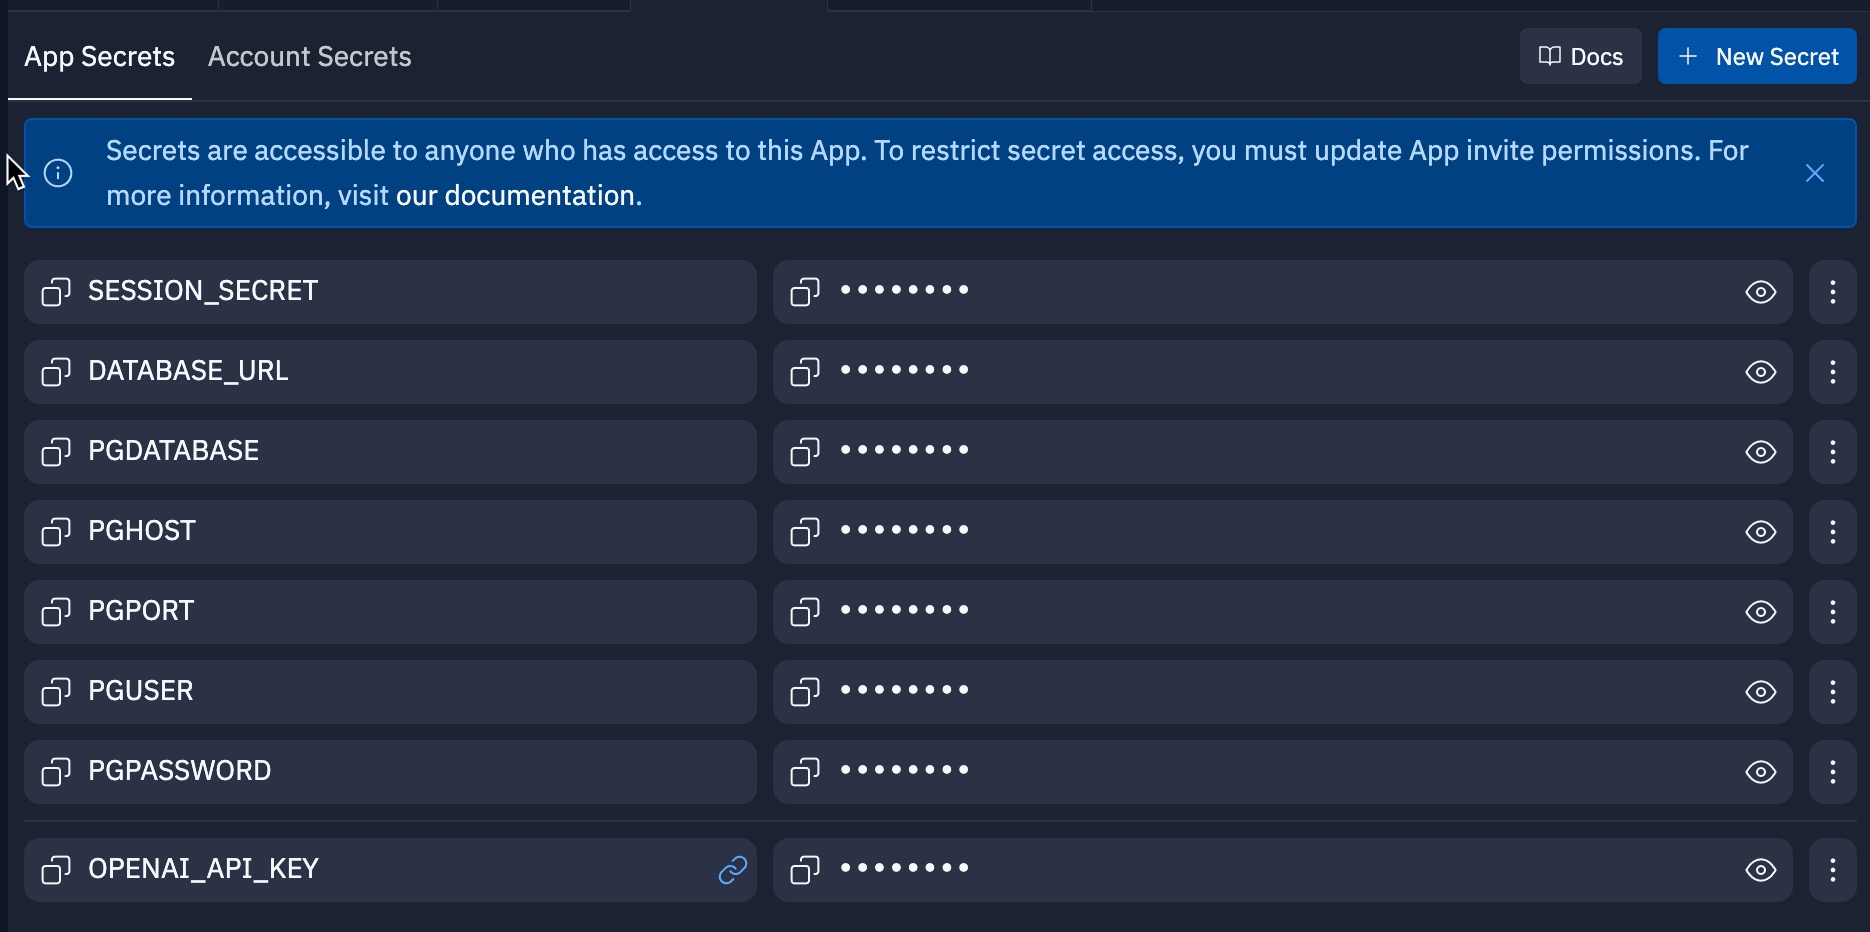 App Secrets
Account Secrets
Docs
New Secret
Secrets are accessible to anyone who has access to this App. To restrict secret access, you must update App invite permissions. For
more information, visit our documentation.
SESSION_SECRET ••••••••
DATABASE_URL ••••••••
PGDATABASE ••••••••
PGHOST ••••••••
PGPORT ••••••••
PGUSER ••••••••
PGPASSWORD ••••••••
OPENAI_API_KEY ••••••••